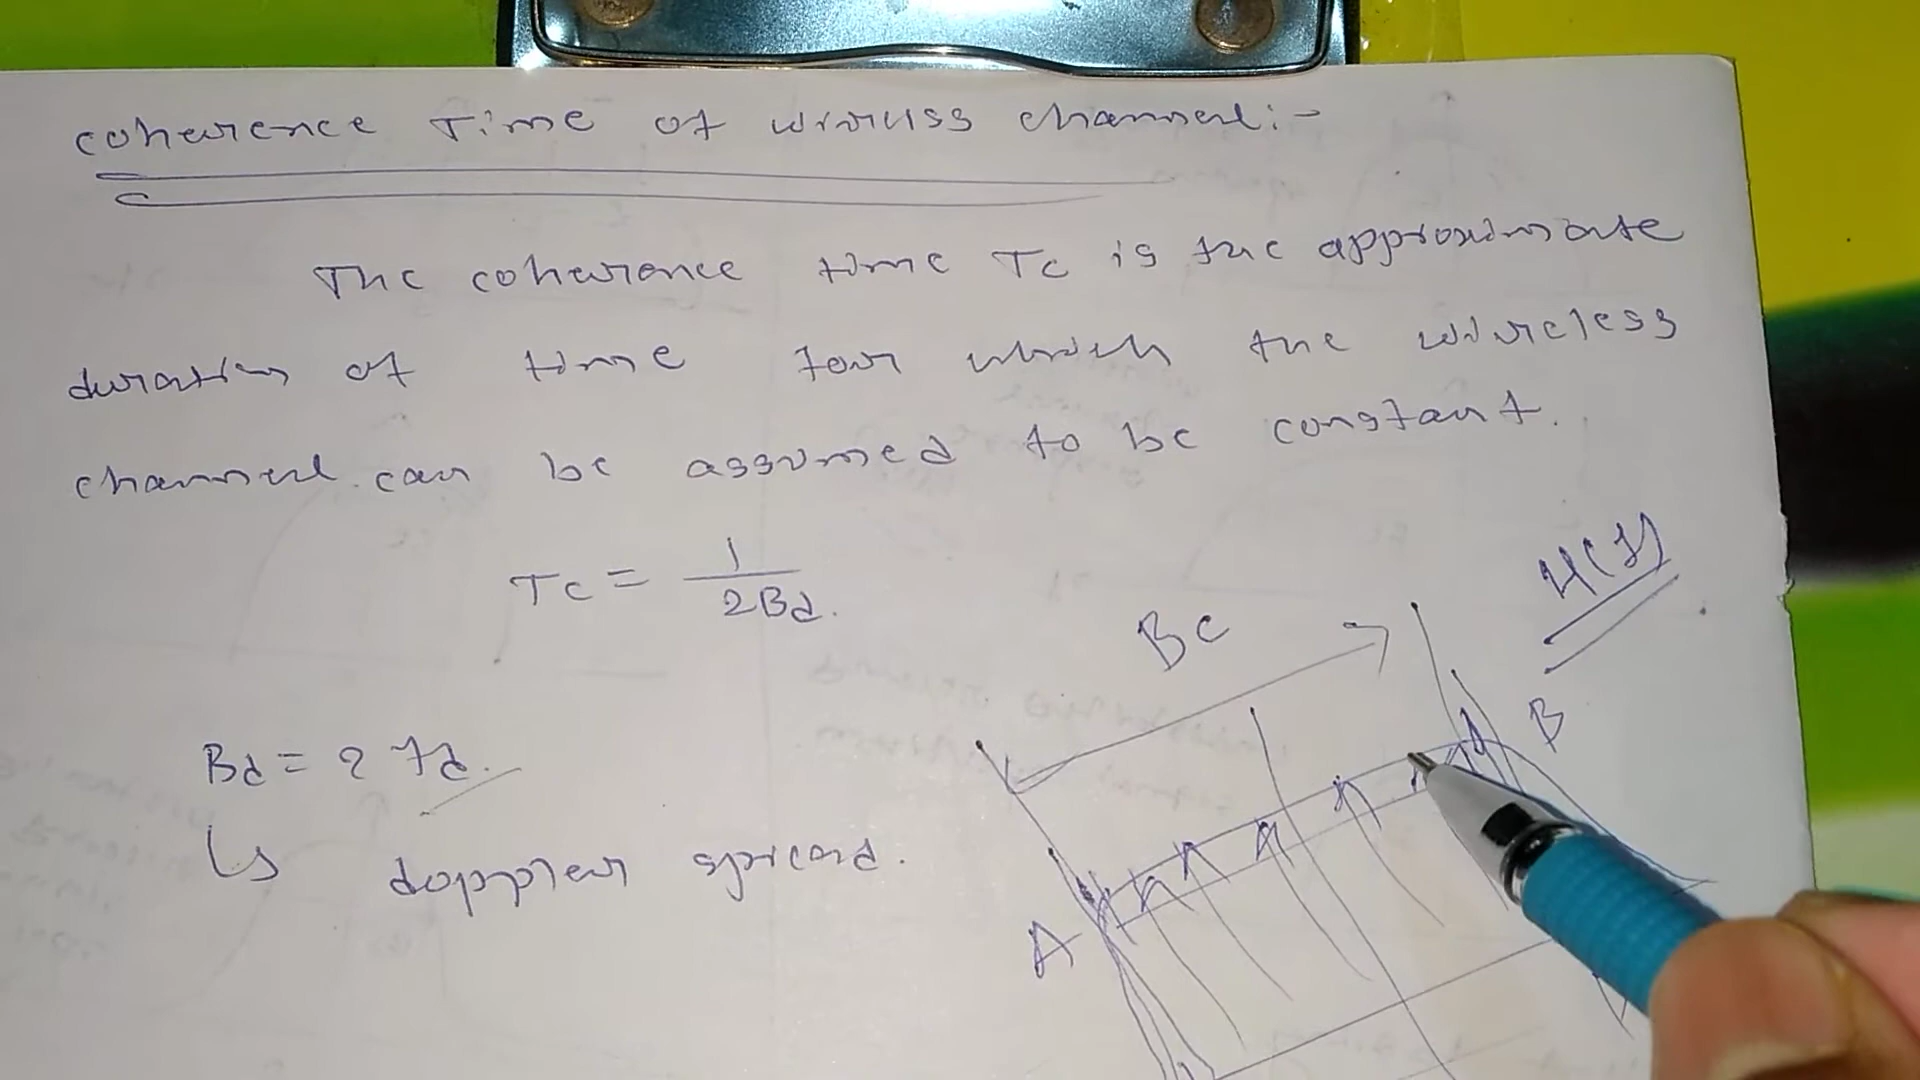 coherence Time of wireless channel:-
The coherence time Tc is the approximate
duration of time for which the wireless
channel can be assumed to be constant.
Tc = 1/2Bd.
H(f)
Bc
B
Bd = 2 fd.
doppler spread.
A